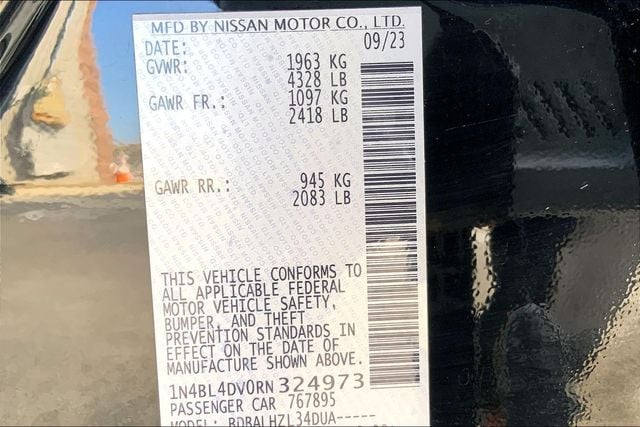 MFD BY NISSAN MOTOR CO., LTD.
DATE: 09/23
GVWR: 1963 KG
4328 LB
GAWR FR.: 1097 KG
2418 LB
GAWR RR.: 945 KG
2083 LB
THIS VEHICLE CONFORMS TO
ALL APPLICABLE FEDERAL
MOTOR VEHICLE SAFETY,
BUMPER, AND THEFT
PREVENTION STANDARDS IN
EFFECT ON THE DATE OF
MANUFACTURE SHOWN ABOVE.
1N4BL4DV0RN324973
PASSENGER CAR 767895
MODEL: BDBALHZL34DUA-----